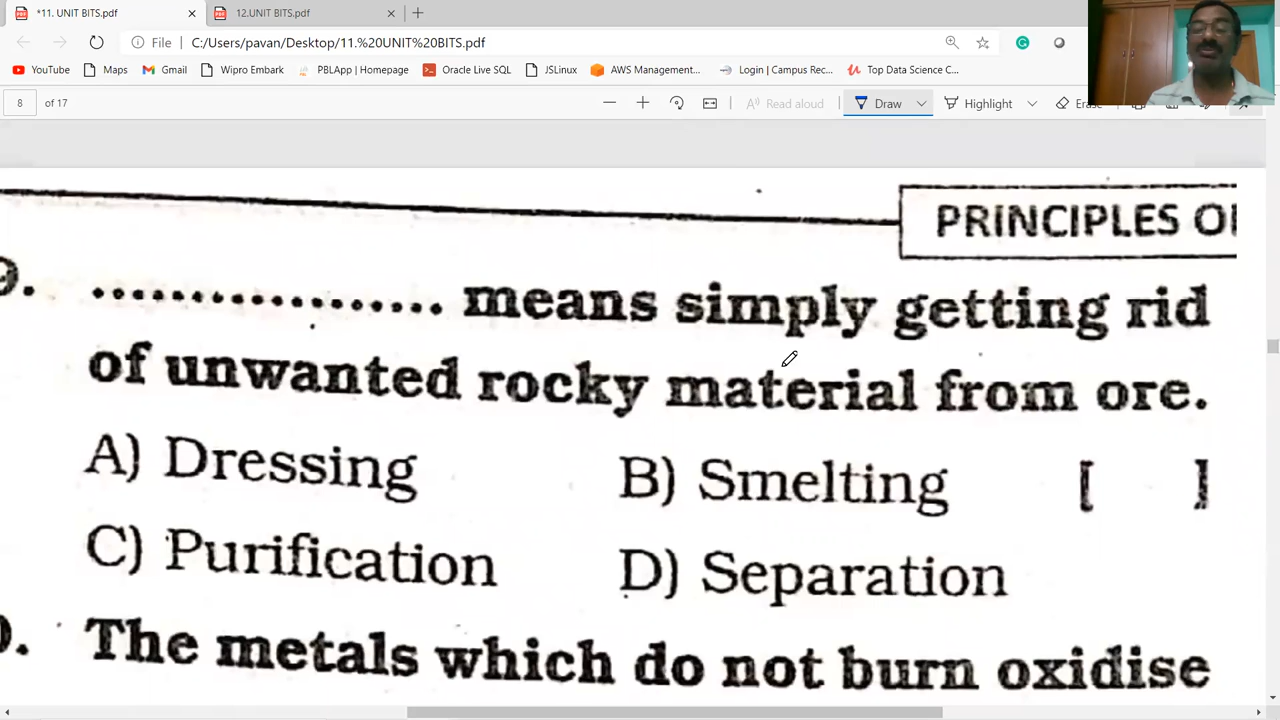 *11. UNIT BITS.pdf
12.UNIT BITS.pdf
File C:/Users/pavan/Desktop/11.%20UNIT%20BITS.pdf
YouTube Maps Gmail Wipro Embark PBLApp | Homepage Oracle Live SQL JSLinux AWS Management... Login | Campus Rec... Top Data Science C...
8 of 17 Read aloud Draw Highlight Erase
PRINCIPLES O
9. .................. means simply getting rid
of unwanted rocky material from ore.
A) Dressing B) Smelting [ ]
C) Purification D) Separation
0. The metals which do not burn oxidise